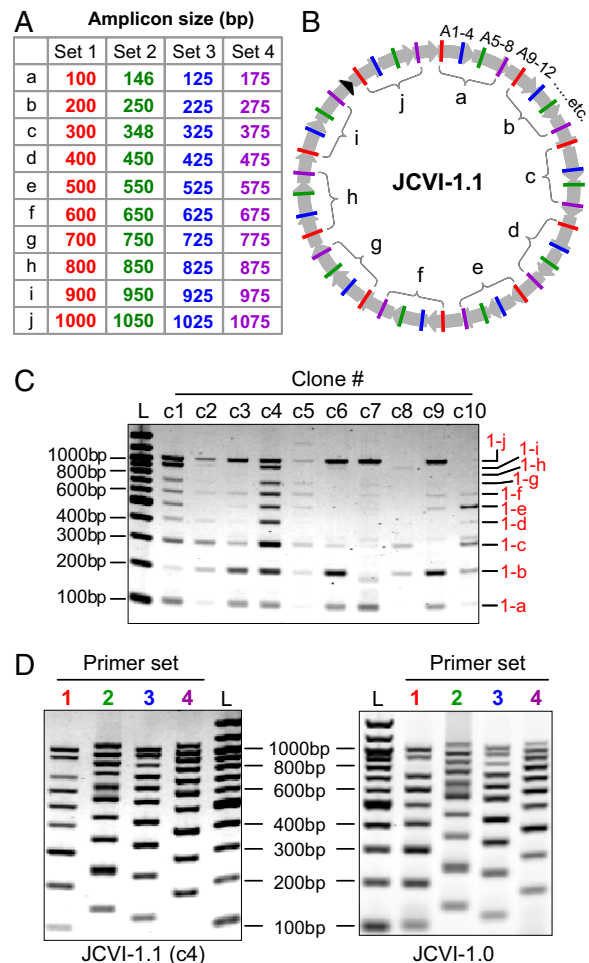 A
Amplicon size (bp)
Set 1 Set 2 Set 3 Set 4
a 100 146 125 175
b 200 250 225 275
c 300 348 325 375
d 400 450 425 475
e 500 550 525 575
f 600 650 625 675
g 700 750 725 775
h 800 850 825 875
i 900 950 925 975
j 1000 1050 1025 1075
B
A1-4 A5-8 A9-12 .....etc.
a
b
c
d
e
f
g
h
i
j
JCVI-1.1
C
Clone #
L c1 c2 c3 c4 c5 c6 c7 c8 c9 c10
1000bp
800bp
600bp
400bp
300bp
200bp
100bp
1-j
1-i
1-h
1-g
1-f
1-e
1-d
1-c
1-b
1-a
D
Primer set
1 2 3 4 L
JCVI-1.1 (c4)
1000bp
800bp
600bp
400bp
300bp
200bp
100bp
Primer set
L 1 2 3 4
JCVI-1.0